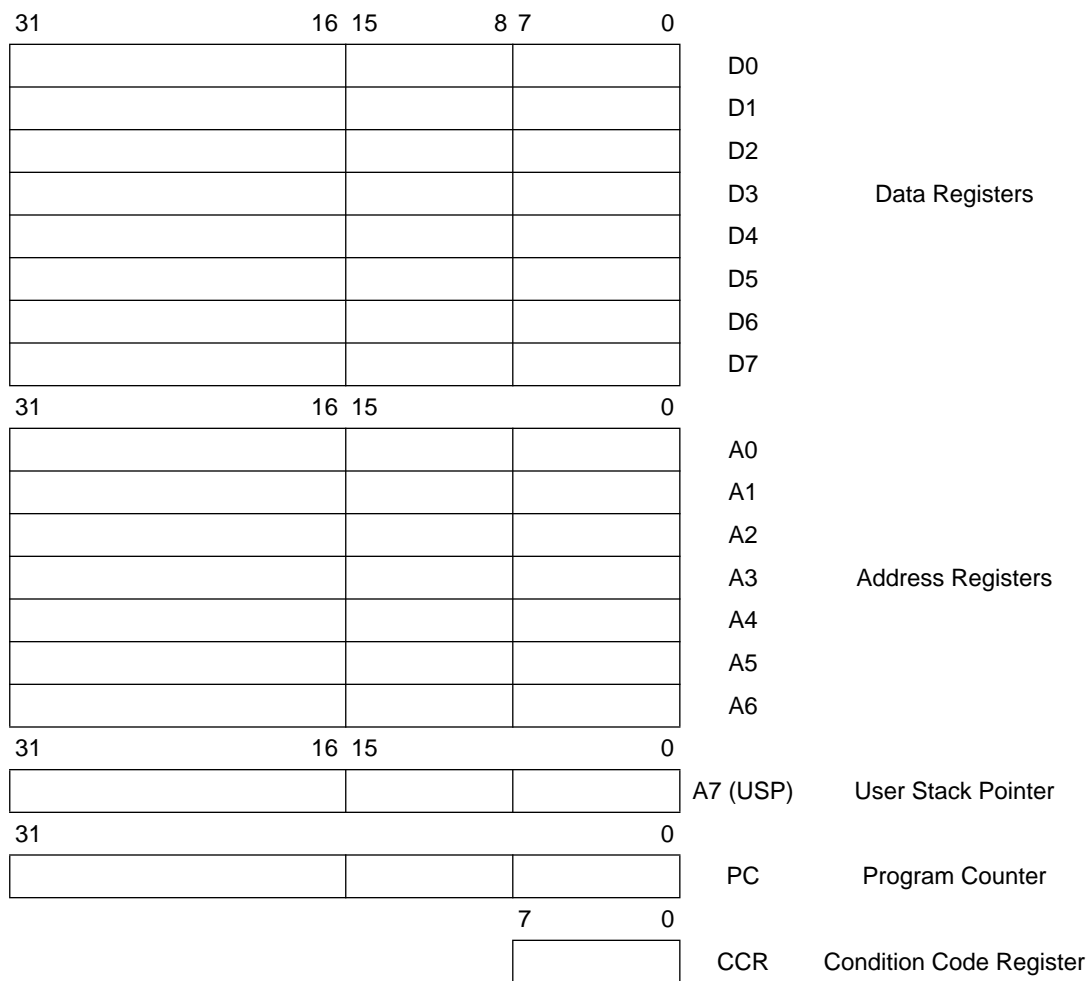 31 16 15 8 7 0
D0
D1
D2
D3 Data Registers
D4
D5
D6
D7
31 16 15 0
A0
A1
A2
A3 Address Registers
A4
A5
A6
31 16 15 0
A7 (USP) User Stack Pointer
31 0
PC Program Counter
7 0
CCR Condition Code Register